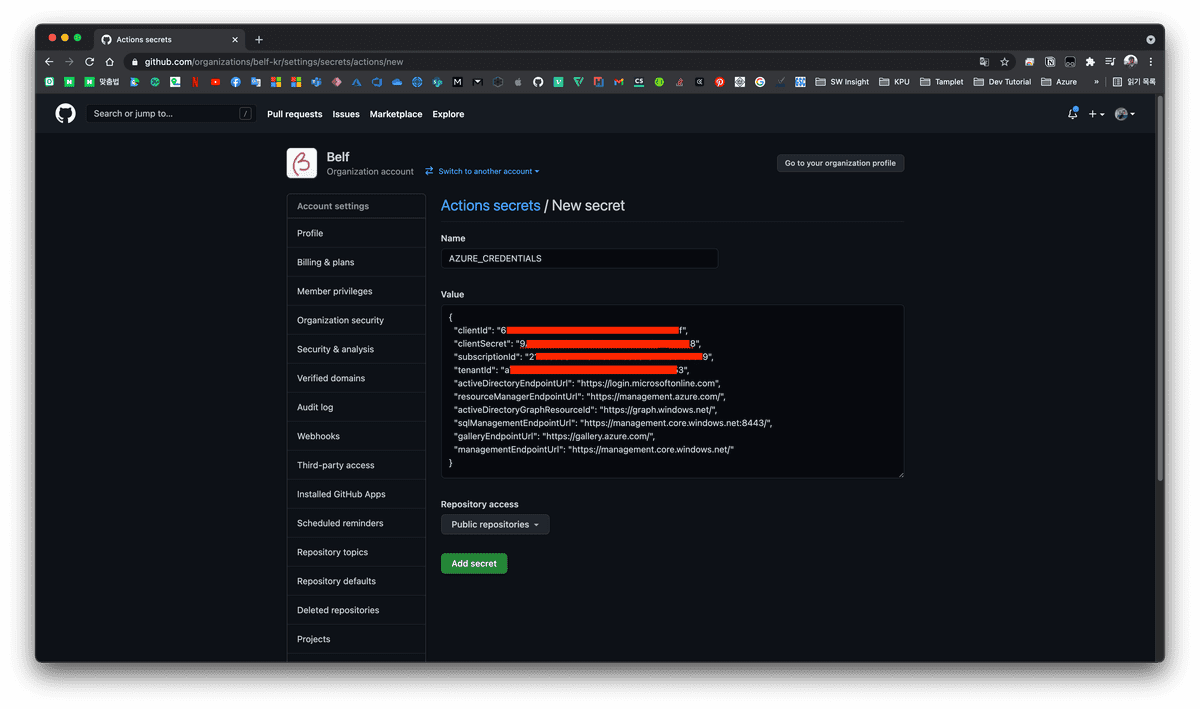 Actions secrets
github.com/organizations/belf-kr/settings/secrets/actions/new
맞춤법
SW Insight
KPU
Tamplet
Dev Tutorial
Azure
»
읽기 목록
Search or jump to...
/
Pull requests
Issues
Marketplace
Explore
Belf
Organization account
Switch to another account
Go to your organization profile
Account settings
Profile
Billing & plans
Member privileges
Organization security
Security & analysis
Verified domains
Audit log
Webhooks
Third-party access
Installed GitHub Apps
Scheduled reminders
Repository topics
Repository defaults
Deleted repositories
Projects
Actions secrets / New secret
Name
AZURE_CREDENTIALS
Value
{
"clientId": "6 f",
"clientSecret": "9 8",
"subscriptionId": "2 9",
"tenantId": "a 3",
"activeDirectoryEndpointUrl": "https://login.microsoftonline.com",
"resourceManagerEndpointUrl": "https://management.azure.com/",
"activeDirectoryGraphResourceId": "https://graph.windows.net/",
"sqlManagementEndpointUrl": "https://management.core.windows.net:8443/",
"galleryEndpointUrl": "https://gallery.azure.com/",
"managementEndpointUrl": "https://management.core.windows.net/"
}
Repository access
Public repositories
Add secret